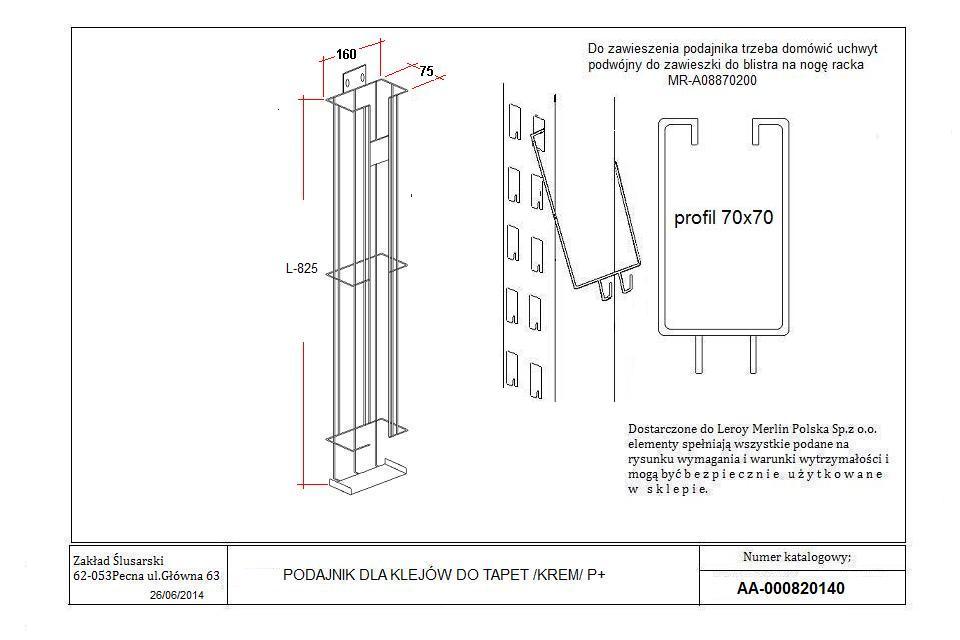 160
75
L-825
Do zawieszenia podajnika trzeba domówić uchwyt
podwójny do zawieszki do blistra na nogę racka
MR-A08870200
profil 70x70
Dostarczone do Leroy Merlin Polska Sp.z o.o.
elementy spełniają wszystkie podane na
rysunku wymagania i warunki wytrzymałości i
mogą być b e z p i e c z n i e u ż y t k o w a n e
w s k l e p i e.
Zakład Ślusarski
62-053Pecna ul.Główna 63
26/06/2014
PODAJNIK DLA KLEJÓW DO TAPET /KREM/ P+
Numer katalogowy;
AA-000820140